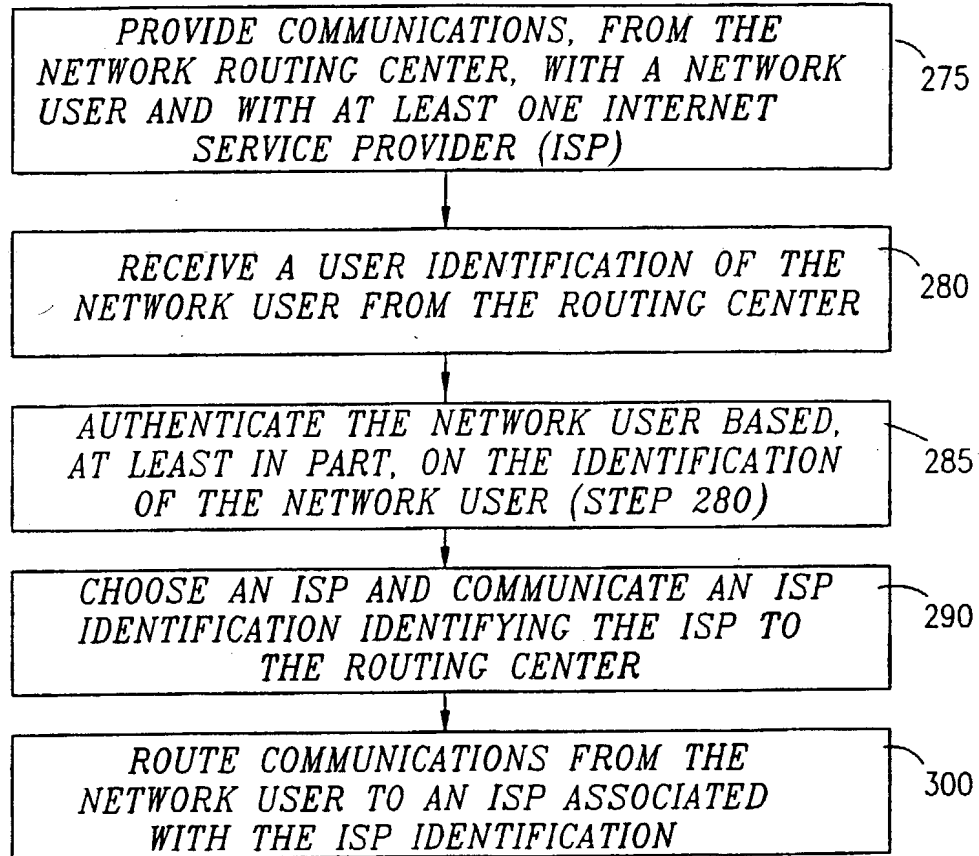 PROVIDE COMMUNICATIONS, FROM THE
NETWORK ROUTING CENTER, WITH A NETWORK
USER AND WITH AT LEAST ONE INTERNET
SERVICE PROVIDER (ISP)
275
RECEIVE A USER IDENTIFICATION OF THE
NETWORK USER FROM THE ROUTING CENTER
280
AUTHENTICATE THE NETWORK USER BASED,
AT LEAST IN PART, ON THE IDENTIFICATION
OF THE NETWORK USER (STEP 280)
285
CHOOSE AN ISP AND COMMUNICATE AN ISP
IDENTIFICATION IDENTIFYING THE ISP TO
THE ROUTING CENTER
290
ROUTE COMMUNICATIONS FROM THE
NETWORK USER TO AN ISP ASSOCIATED
WITH THE ISP IDENTIFICATION
300